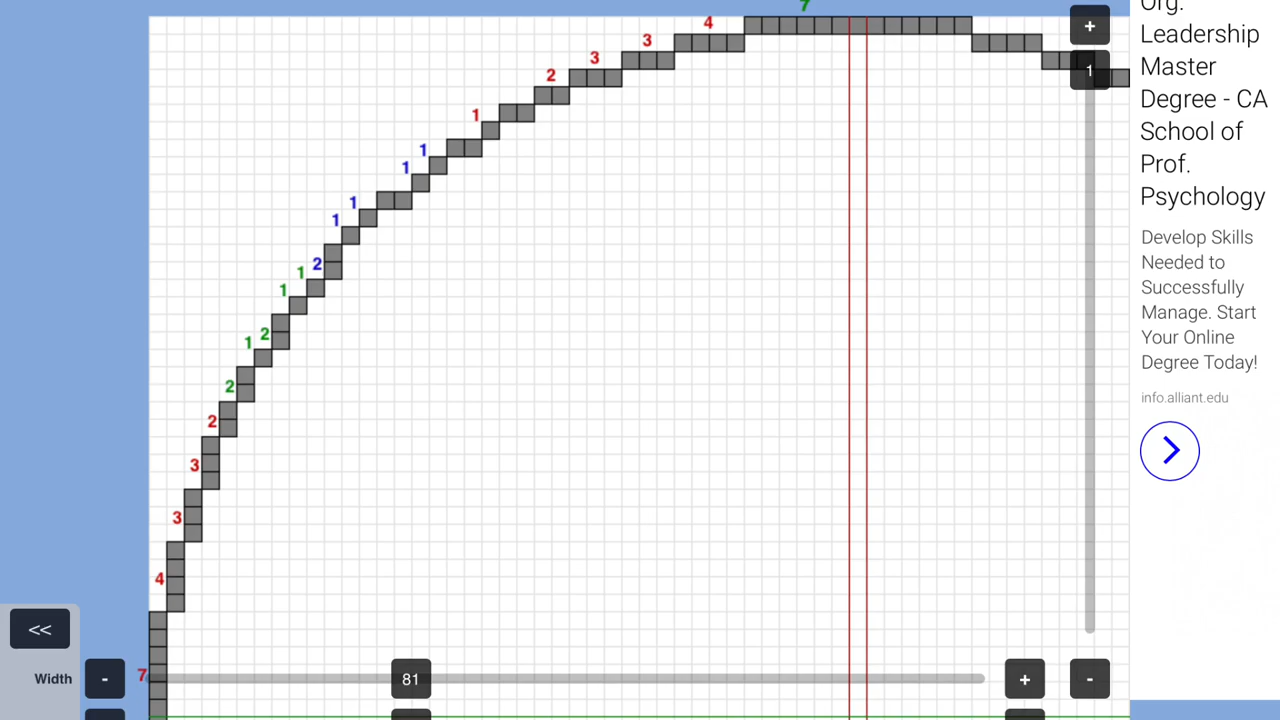 7
4
3
3
2
1
1
1
1
1
2
1
1
2
1
2
2
3
3
4
7
+
1
<<
Width
-
81
+
-
Org.
Leadership
Master
Degree - CA
School of
Prof.
Psychology
Develop Skills
Needed to
Successfully
Manage. Start
Your Online
Degree Today!
info.alliant.edu